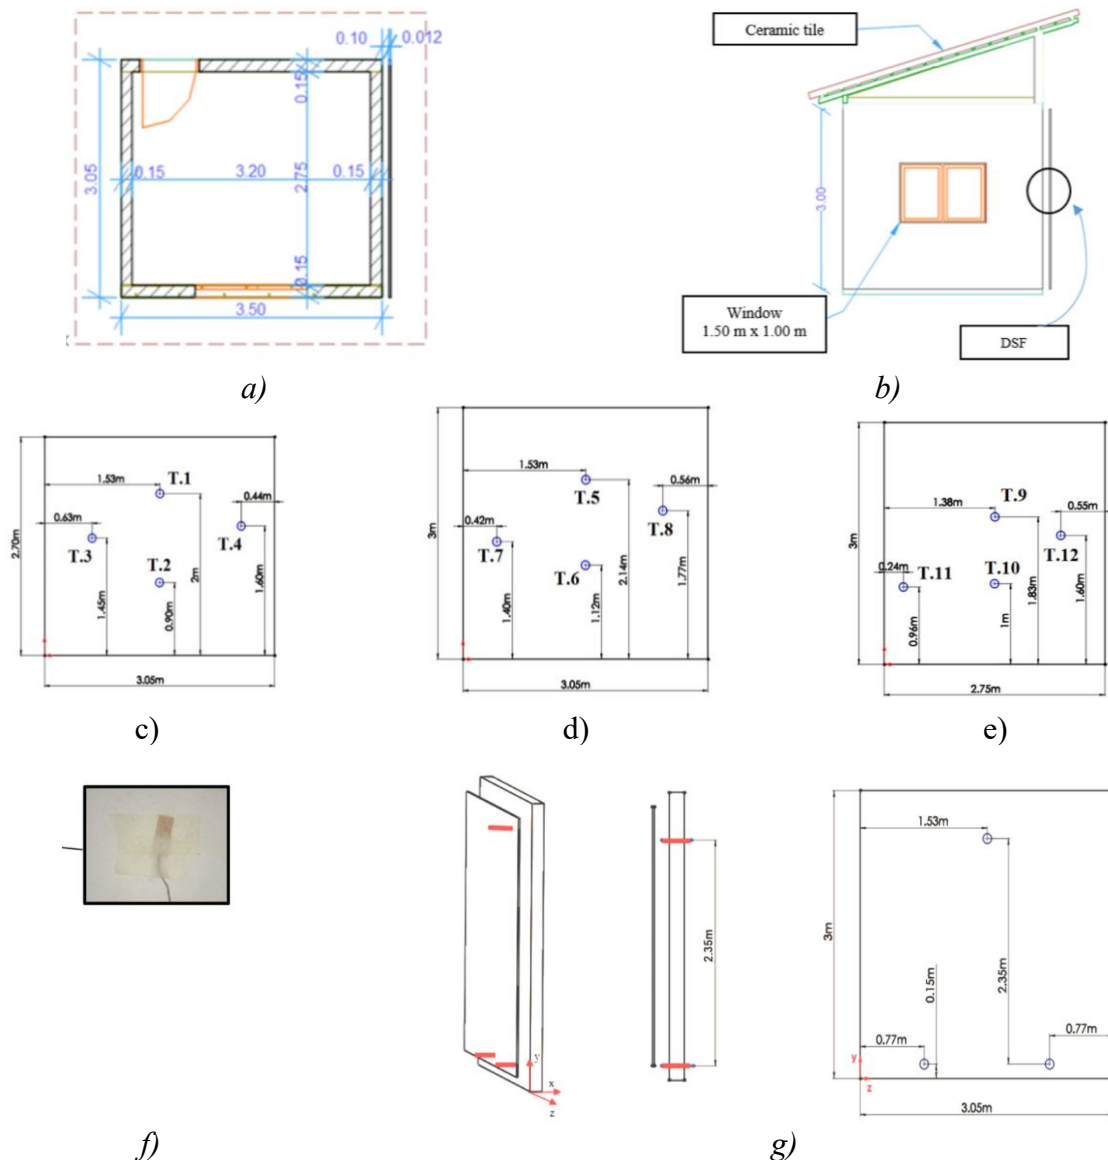 0.10
0.012
0.15
3.05
0.15
3.20
0.15
2.75
0.15
3.50
a)
Ceramic tile
3.00
Window
1.50 m x 1.00 m
DSF
b)
2.70m
1.53m
T.1
0.44m
0.63m
T.3
T.4
T.2
1.45m
0.90m
2m
1.60m
3.05m
c)
3m
1.53m
T.5
0.56m
0.42m
T.8
T.7
T.6
1.40m
1.12m
2.14m
1.77m
3.05m
d)
3m
1.38m
T.9
0.55m
T.12
0.24m
T.11
T.10
0.96m
1m
1.83m
1.60m
2.75m
e)
f)
y
x
z
2.35m
1.53m
3m
2.35m
0.15m
0.77m
0.77m
y
z
3.05m
g)